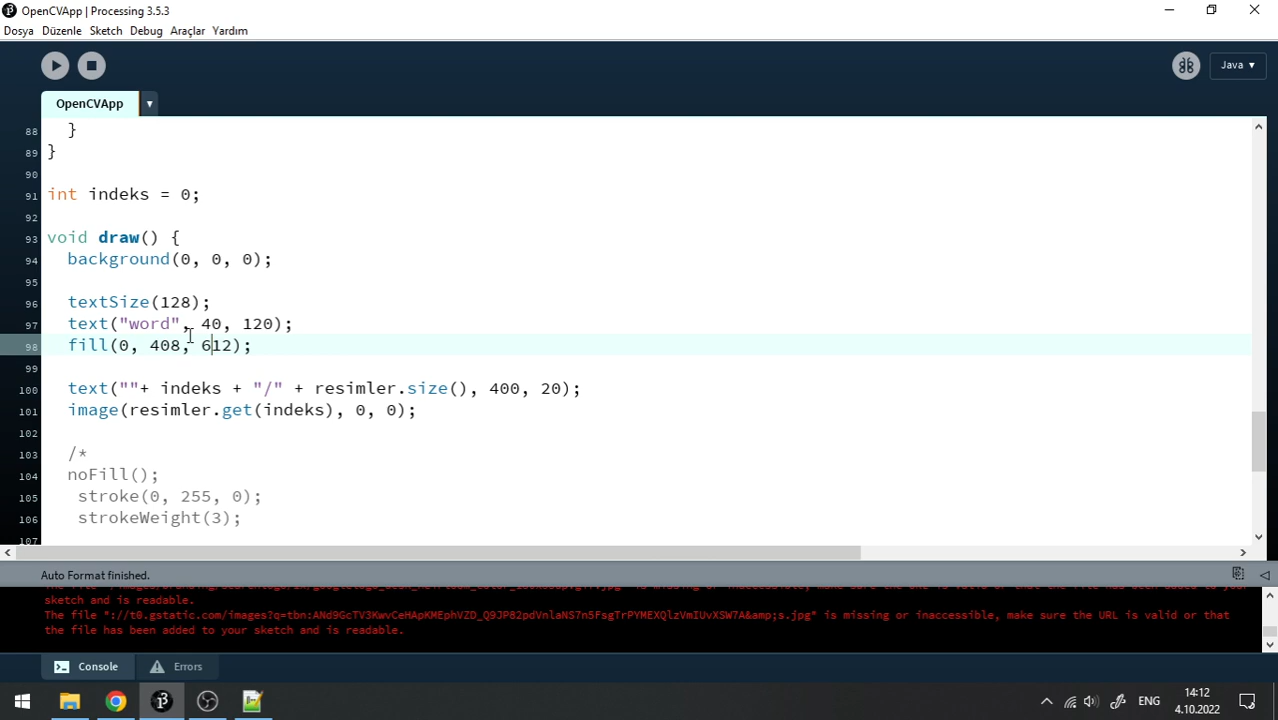 OpenCVApp | Processing 3.5.3
Dosya Düzenle Sketch Debug Araçlar Yardım
Java ▾
OpenCVApp ▾
88 }
89 }
90
91 int indeks = 0;
92
93 void draw() {
94 background(0, 0, 0);
95
96 textSize(128);
97 text("word", 40, 120);
98 fill(0, 408, 612);
99
100 text(""+ indeks + "/" + resimler.size(), 400, 20);
101 image(resimler.get(indeks), 0, 0);
102
103 /*
104 noFill();
105 stroke(0, 255, 0);
106 strokeWeight(3);
107
Auto Format finished.
sketch and is readable.
The file "://t0.gstatic.com/images?q=tbn:ANd9GcTV3KwvCeHApKMEphVZD_Q9JP82pdVnlaNS7n5FsgTrPYMEXQlzVmIUvXSW7A&amp;s.jpg" is missing or inaccessible, make sure the URL is valid or that
the file has been added to your sketch and is readable.
Console Errors
ENG 14:12
4.10.2022